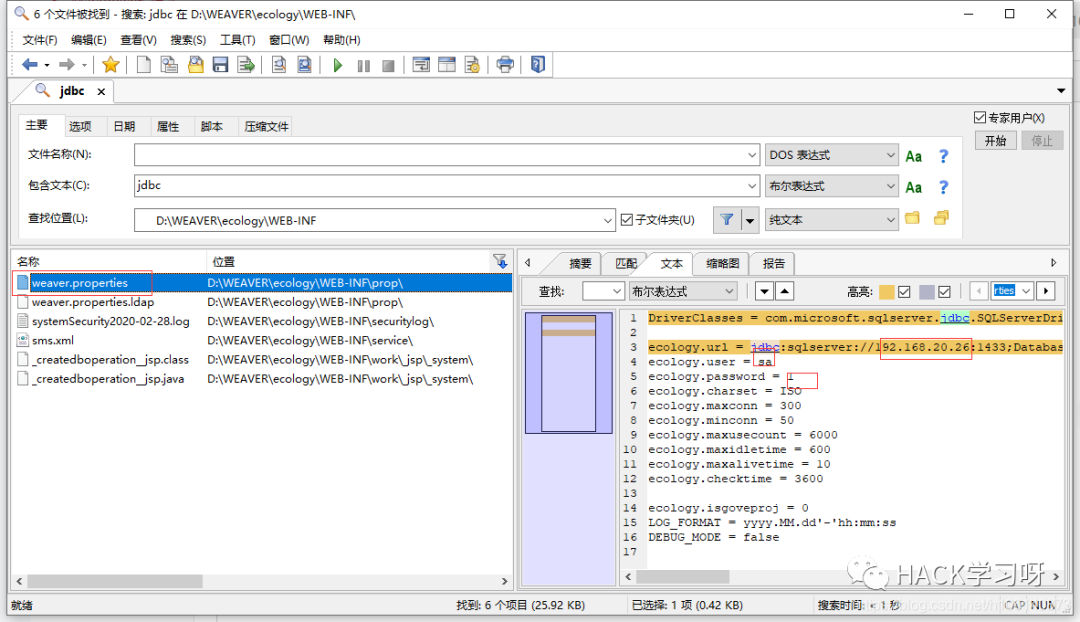 6 个文件被找到 - 搜索: jdbc 在 D:\WEAVER\ecology\WEB-INF\
文件(F) 编辑(E) 查看(V) 搜索(S) 工具(T) 窗口(W) 帮助(H)
jdbc
主要 选项 日期 属性 脚本 压缩文件
专家用户(X)
文件名称(N): DOS 表达式 Aa ?
开始 停止
包含文本(C): jdbc 布尔表达式 Aa ?
查找位置(L): D:\WEAVER\ecology\WEB-INF 子文件夹(U) 纯文本
名称 位置
weaver.properties D:\WEAVER\ecology\WEB-INF\prop\
weaver.properties.ldap D:\WEAVER\ecology\WEB-INF\prop\
systemSecurity2020-02-28.log D:\WEAVER\ecology\WEB-INF\securitylog\
sms.xml D:\WEAVER\ecology\WEB-INF\service\
_createdboperation__jsp.class D:\WEAVER\ecology\WEB-INF\work\_jsp\_system\
_createdboperation__jsp.java D:\WEAVER\ecology\WEB-INF\work\_jsp\_system\
摘要 匹配 文本 缩略图 报告
查找: 布尔表达式 高亮: rties
1 DriverClasses = com.microsoft.sqlserver.jdbc.SQLServerDri
2
3 ecology.url = jdbc:sqlserver://192.168.20.26:1433;Databas
4 ecology.user = sa
5 ecology.password = 1
6 ecology.charset = ISO
7 ecology.maxconn = 300
8 ecology.minconn = 50
9 ecology.maxusecount = 6000
10 ecology.maxidletime = 600
11 ecology.maxalivetime = 10
12 ecology.checktime = 3600
13
14 ecology.isgoveproj = 0
15 LOG_FORMAT = yyyy.MM.dd'-'hh:mm:ss
16 DEBUG_MODE = false
17
HACK学习呀
就绪 找到: 6 个项目 (25.92 KB) 已选择: 1 项 (0.42 KB) 搜索时间: < 1 秒 CAP NUM